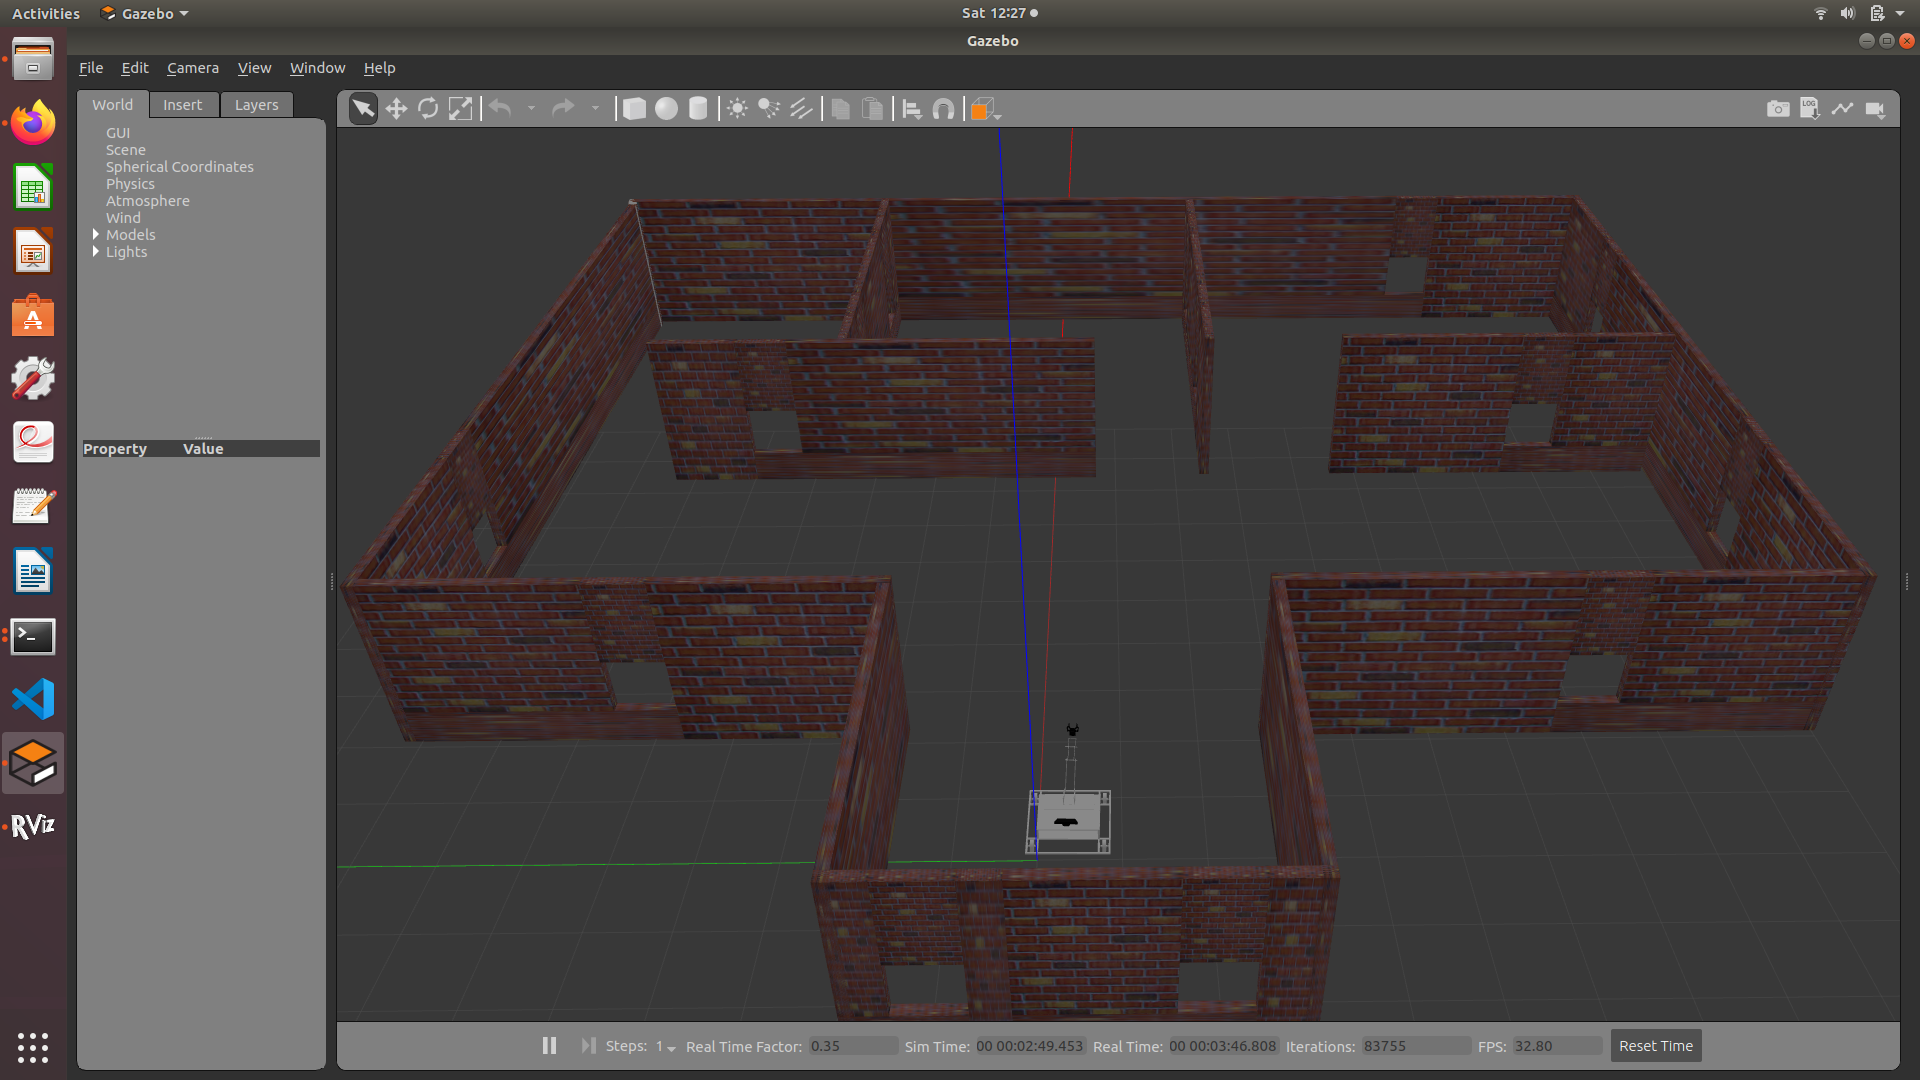 Activities Gazebo Sat 12:27
Gazebo
File Edit Camera View Window Help
World Insert Layers
LOG
GUI
Scene
Spherical Coordinates
Physics
Atmosphere
Wind
Models
Lights
Property Value
RViz
Steps: 1 Real Time Factor: 0.35 Sim Time: 00 00:02:49.453 Real Time: 00 00:03:46.808 Iterations: 83755 FPS: 32.80 Reset Time